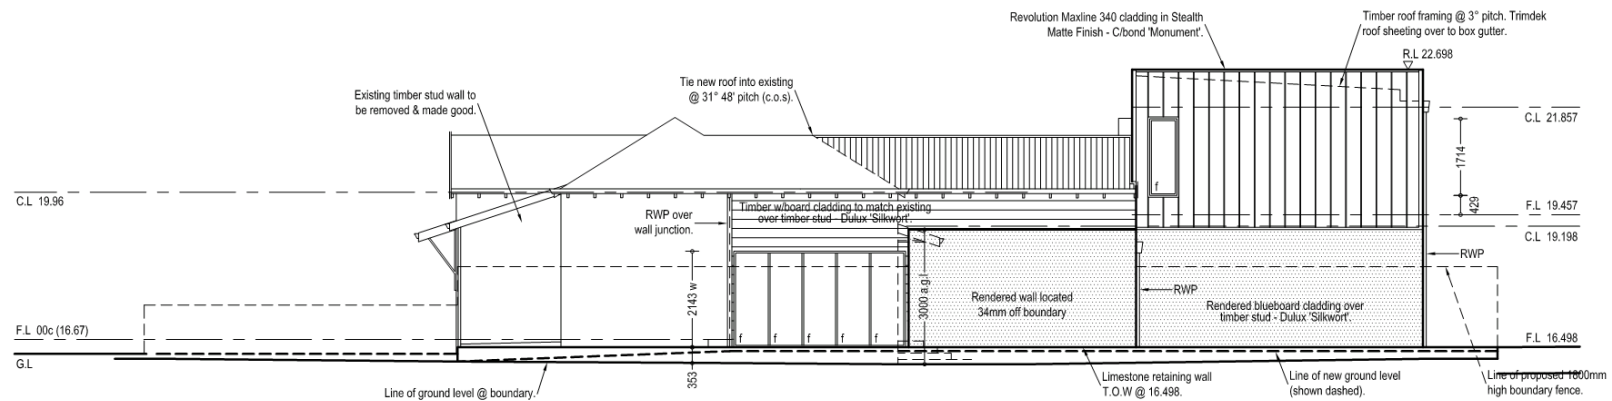 Revolution Maxline 340 cladding in Stealth
Matte Finish - C/bond 'Monument'.
Timber roof framing @ 3° pitch. Trimdek
roof sheeting over to box gutter.
R.L 22.698
Tie new roof into existing
@ 31° 48' pitch (c.o.s).
Existing timber stud wall to
be removed & made good.
C.L 21.857
1714
f
429
C.L 19.96
F.L 19.457
RWP over
wall junction.
Timber w/board cladding to match existing
over timber stud - Dulux 'Silkwort'.
C.L 19.198
RWP
2143 w
3000 a.g.l
RWP
Rendered wall located
34mm off boundary
Rendered blueboard cladding over
timber stud - Dulux 'Silkwort'.
F.L 00c (16.67)
f f f f f
F.L 16.498
G.L
353
Line of ground level @ boundary.
Limestone retaining wall
T.O.W @ 16.498.
Line of new ground level
(shown dashed).
Line of proposed 1800mm
high boundary fence.